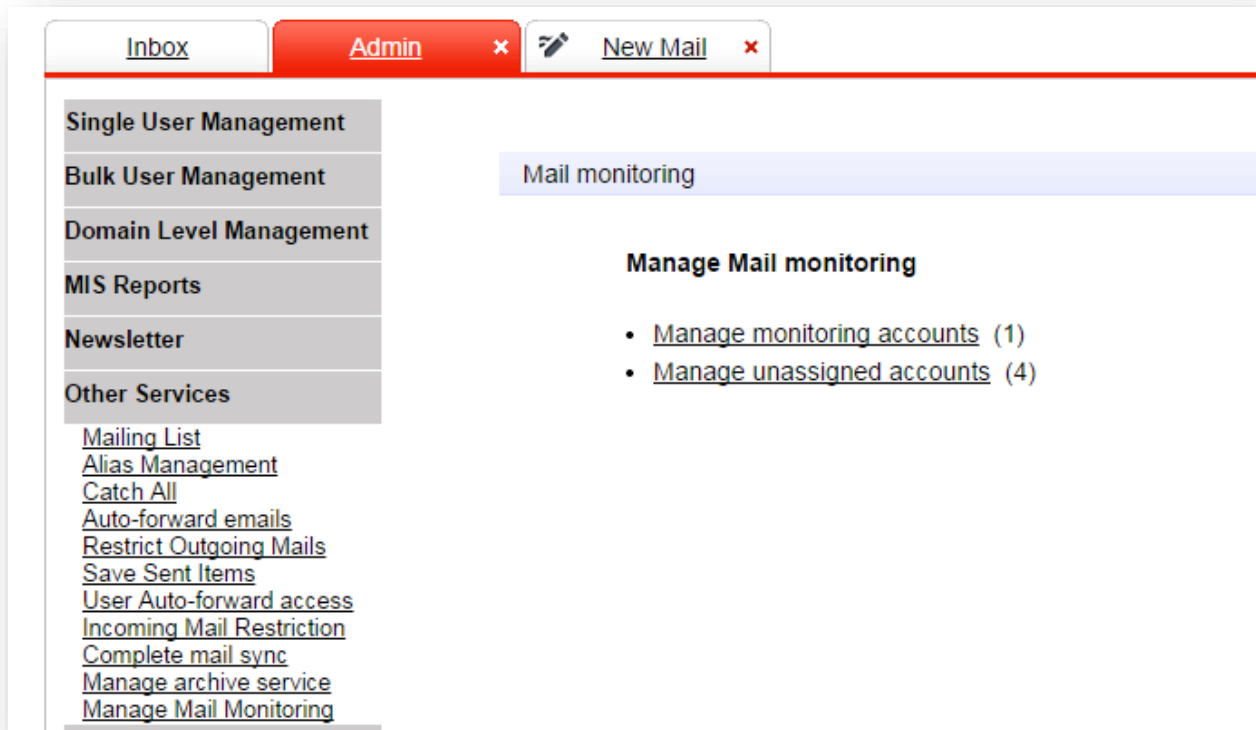 Inbox Admin New Mail
Single User Management
Bulk User Management
Domain Level Management
MIS Reports
Newsletter
Other Services
Mailing List
Alias Management
Catch All
Auto-forward emails
Restrict Outgoing Mails
Save Sent Items
User Auto-forward access
Incoming Mail Restriction
Complete mail sync
Manage archive service
Manage Mail Monitoring
Mail monitoring
Manage Mail monitoring
• Manage monitoring accounts (1)
• Manage unassigned accounts (4)